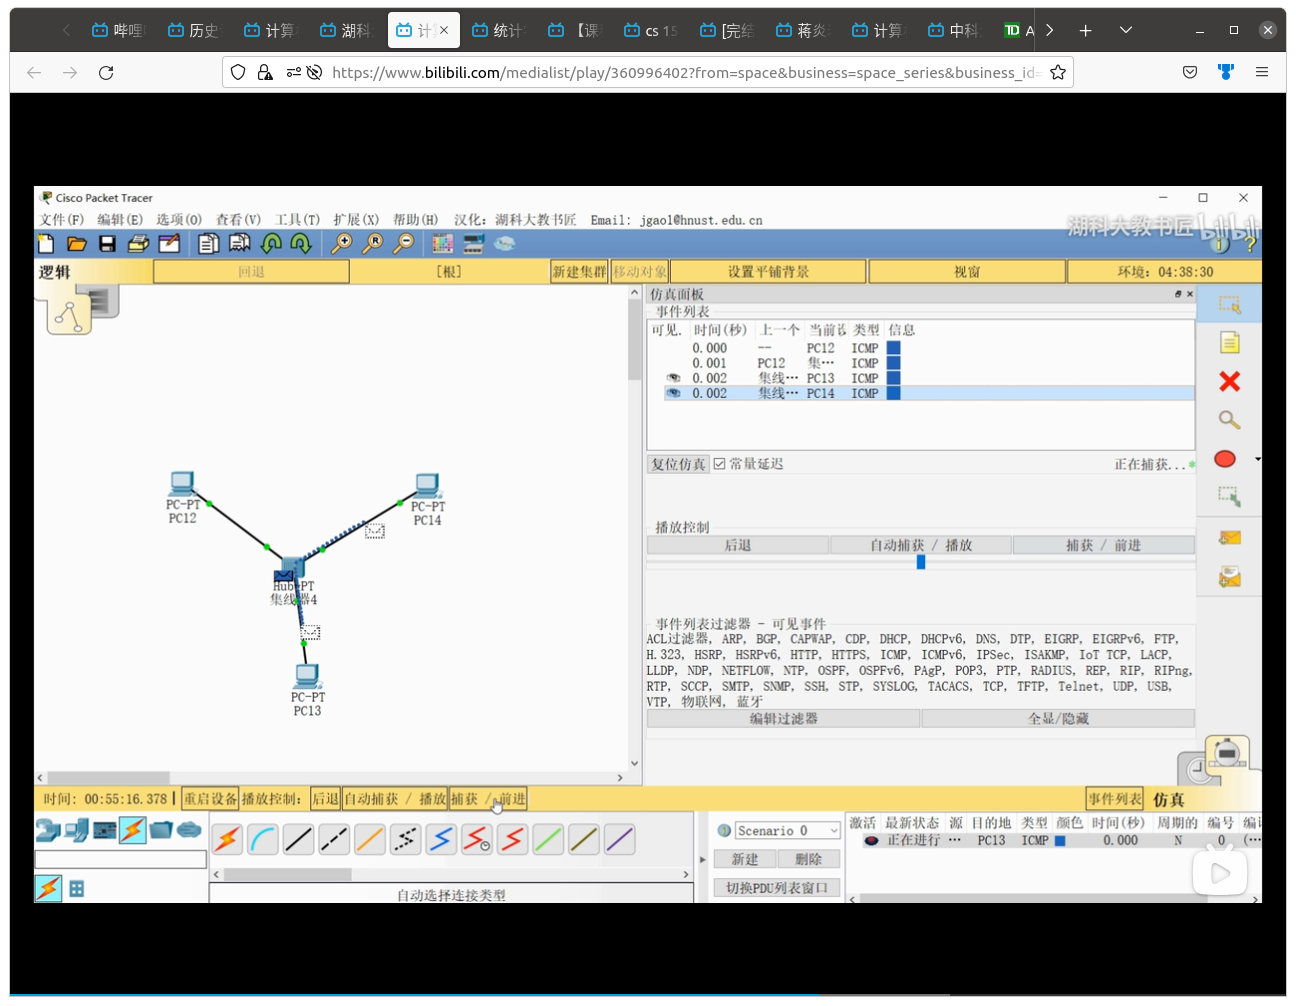 哔哩
历史
计算
湖科
计
统计
【课
cs 15
[完结
蒋炎
计算
中科
TD A
https://www.bilibili.com/medialist/play/360996402?from=space&business=space_series&business_id=
Cisco Packet Tracer
文件(F) 编辑(E) 选项(O) 查看(V) 工具(T) 扩展(X) 帮助(H) 汉化: 湖科大教书匠 Email: jgaol@hnust.edu.cn
湖科大教书匠 bilibili
逻辑 回退 [根] 新建集群 移动对象 设置平铺背景 视窗 环境: 04:38:30
仿真面板
事件列表
可见. 时间(秒) 上一个 当前设 类型 信息
0.000 -- PC12 ICMP
0.001 PC12 集… ICMP
0.002 集线… PC13 ICMP
0.002 集线… PC14 ICMP
复位仿真 常量延迟 正在捕获...*
播放控制
后退 自动捕获 / 播放 捕获 / 前进
PC-PT
PC12
PC-PT
PC14
Hub-PT
集线器4
PC-PT
PC13
事件列表过滤器 - 可见事件
ACL过滤器, ARP, BGP, CAPWAP, CDP, DHCP, DHCPv6, DNS, DTP, EIGRP, EIGRPv6, FTP,
H.323, HSRP, HSRPv6, HTTP, HTTPS, ICMP, ICMPv6, IPSec, ISAKMP, IoT TCP, LACP,
LLDP, NDP, NETFLOW, NTP, OSPF, OSPFv6, PAgP, POP3, PTP, RADIUS, REP, RIP, RIPng,
RTP, SCCP, SMTP, SNMP, SSH, STP, SYSLOG, TACACS, TCP, TFTP, Telnet, UDP, USB,
VTP, 物联网, 蓝牙
编辑过滤器 全显/隐藏
时间: 00:55:16.378 重启设备 播放控制: 后退 自动捕获 / 播放 捕获 / 前进 事件列表 仿真
Scenario 0
新建 删除
切换PDU列表窗口
激活 最新状态 源 目的地 类型 颜色 时间(秒) 周期的 编号 编辑
正在进行 … PC13 ICMP 0.000 N 0 (…
自动选择连接类型